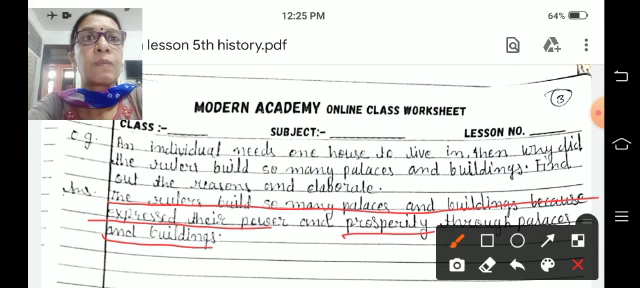 12:25 PM
64%
lesson 5th history.pdf
3
MODERN ACADEMY ONLINE CLASS WORKSHEET
CLASS :-
SUBJECT:-
LESSON NO.
e.g. An individual needs one house to live in, then why did
the rulers build so many palaces and buildings. Find
out the reasons and elaborate.
Ans. The rulers build so many palaces and buildings because
expressed their power and prosperity through palaces
and buildings.